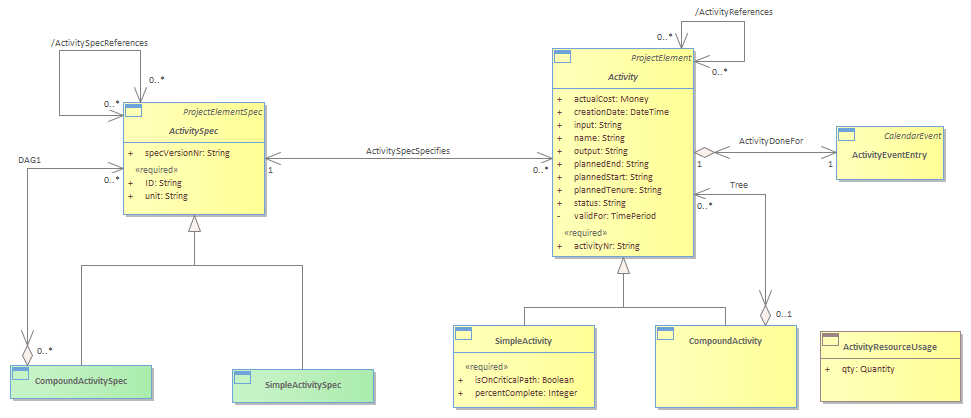 /ActivitySpecReferences
0..*
0..*
ProjectElementSpec
ActivitySpec
+ specVersionNr: String
«required»
+ ID: String
+ unit: String
DAG1
0..*
0..*
CompoundActivitySpec
SimpleActivitySpec
ActivitySpecSpecifies
1
0..*
/ActivityReferences
0..*
0..*
ProjectElement
Activity
+ actualCost: Money
+ creationDate: DateTime
+ input: String
+ name: String
+ output: String
+ plannedEnd: String
+ plannedStart: String
+ plannedTenure: String
+ status: String
- validFor: TimePeriod
«required»
+ activityNr: String
ActivityDoneFor
1
1
CalendarEvent
ActivityEventEntry
Tree
0..*
0..1
SimpleActivity
«required»
+ isOnCriticalPath: Boolean
+ percentComplete: Integer
CompoundActivity
ActivityResourceUsage
+ qty: Quantity